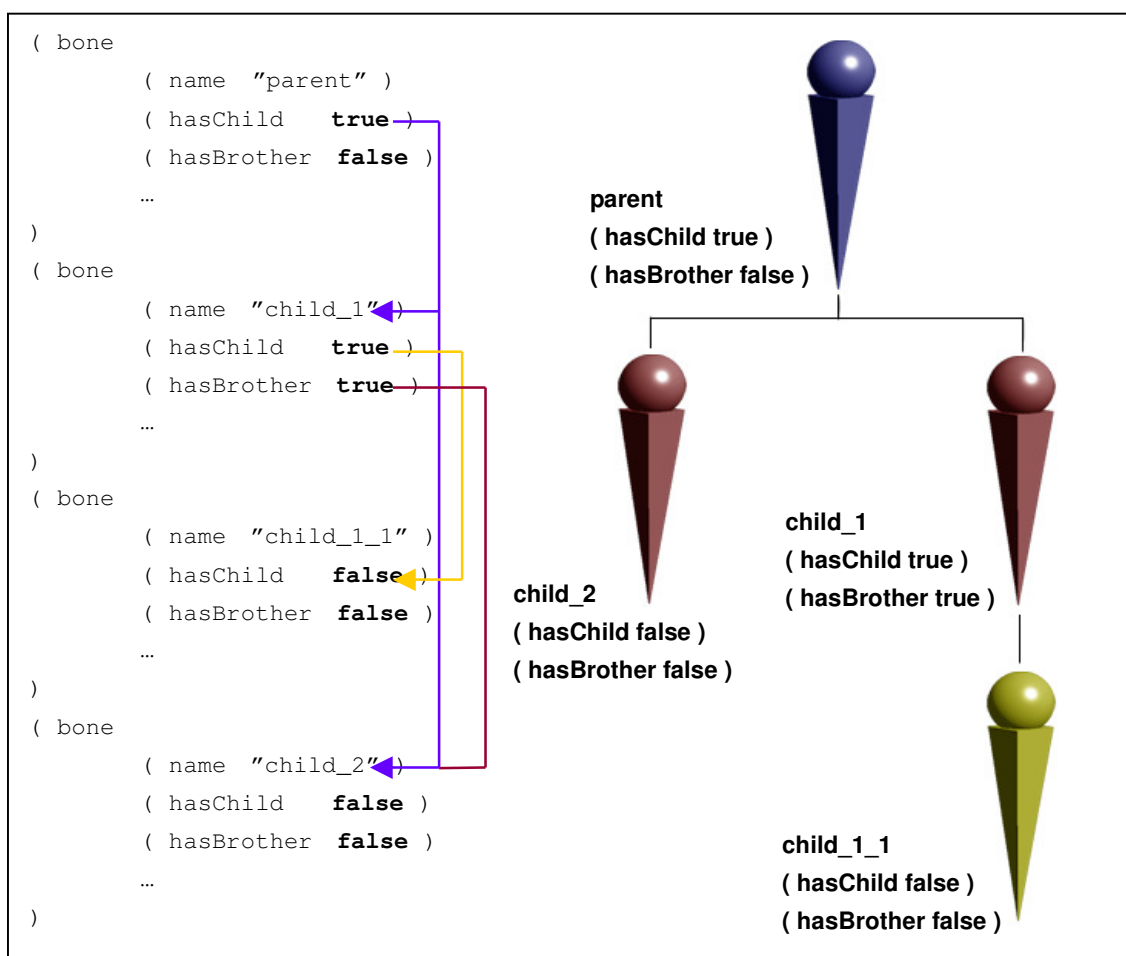 ( bone
( name ”parent” )
( hasChild true )
( hasBrother false )
…
)
( bone
( name ”child_1” )
( hasChild true )
( hasBrother true )
…
)
( bone
( name ”child_1_1” )
( hasChild false )
( hasBrother false )
…
)
( bone
( name ”child_2” )
( hasChild false )
( hasBrother false )
…
)
parent
( hasChild true )
( hasBrother false )
child_2
( hasChild false )
( hasBrother false )
child_1
( hasChild true )
( hasBrother true )
child_1_1
( hasChild false )
( hasBrother false )